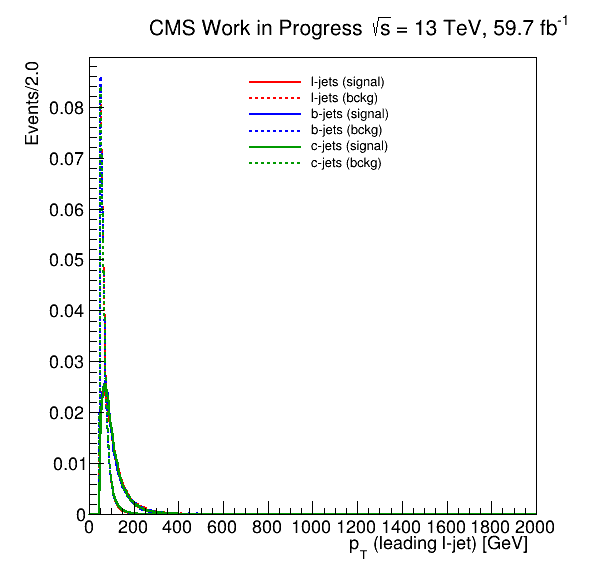 CMS Work in Progress √s = 13 TeV, 59.7 fb-1
Events/2.0
l-jets (signal)
l-jets (bckg)
b-jets (signal)
b-jets (bckg)
c-jets (signal)
c-jets (bckg)
0.08
0.07
0.06
0.05
0.04
0.03
0.02
0.01
0
0 200 400 600 800 1000 1200 1400 1600 1800 2000
pT (leading l-jet) [GeV]